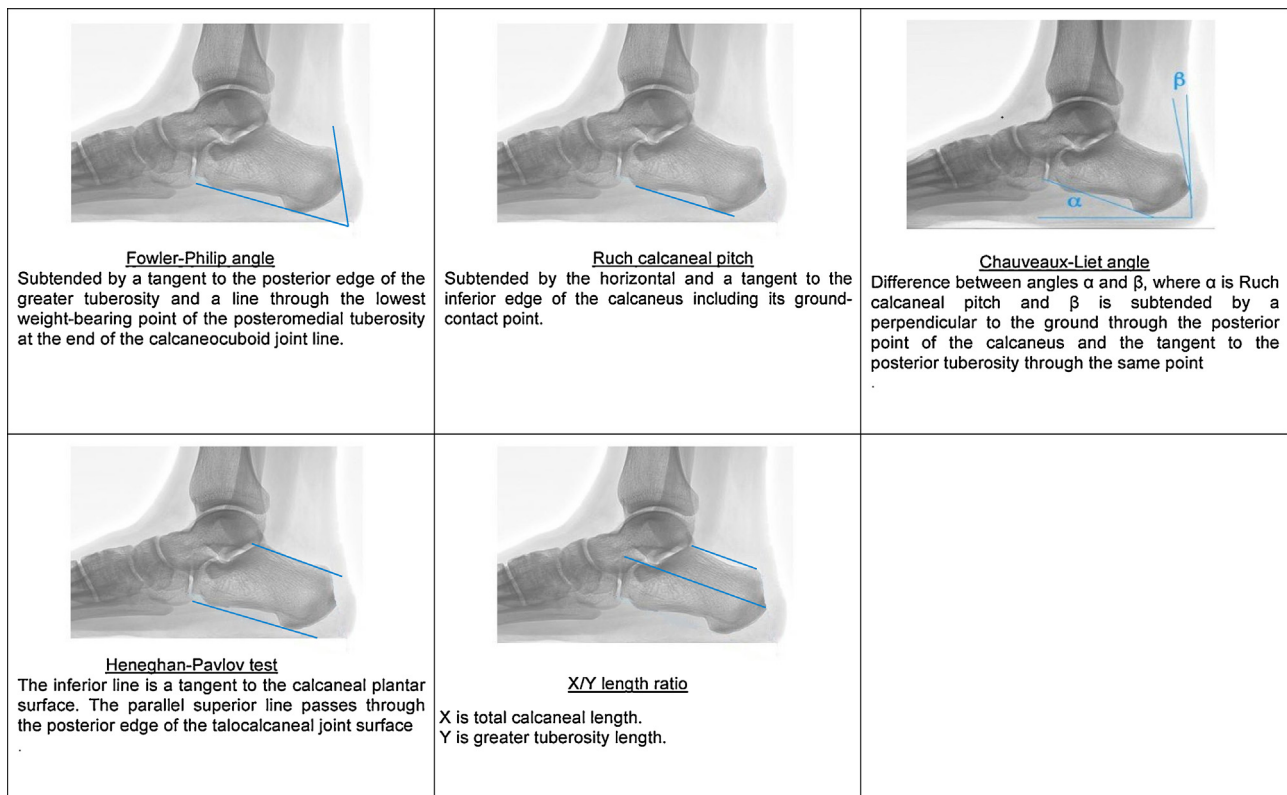 β
α
Fowler-Philip angle
Subtended by a tangent to the posterior edge of the
greater tuberosity and a line through the lowest
weight-bearing point of the posteromedial tuberosity
at the end of the calcaneocuboid joint line.
Ruch calcaneal pitch
Subtended by the horizontal and a tangent to the
inferior edge of the calcaneus including its ground-
contact point.
Chauveaux-Liet angle
Difference between angles α and β, where α is Ruch
calcaneal pitch and β is subtended by a
perpendicular to the ground through the posterior
point of the calcaneus and the tangent to the
posterior tuberosity through the same point
.
Heneghan-Pavlov test
The inferior line is a tangent to the calcaneal plantar
surface. The parallel superior line passes through
the posterior edge of the talocalcaneal joint surface
.
X/Y length ratio
X is total calcaneal length.
Y is greater tuberosity length.